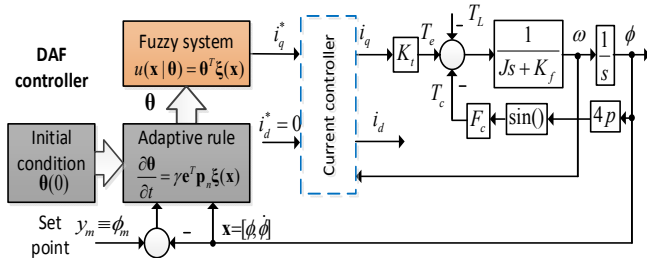 DAF
controller
Fuzzy system
u(x | θ) = θ^T ξ(x)
θ
Initial
condition
θ(0)
Adaptive rule
∂θ/∂t = γe^T p_n ξ(x)
Set
point
y_m ≡ ϕ_m
−
x=[ϕ,ϕ̇]
i_q^*
i_d^* = 0
Current controller
i_q
i_d
K_t
T_e
−
T_L
−
T_c
1/(Js + K_f)
ω
1/s
ϕ
F_c
sin()
4p